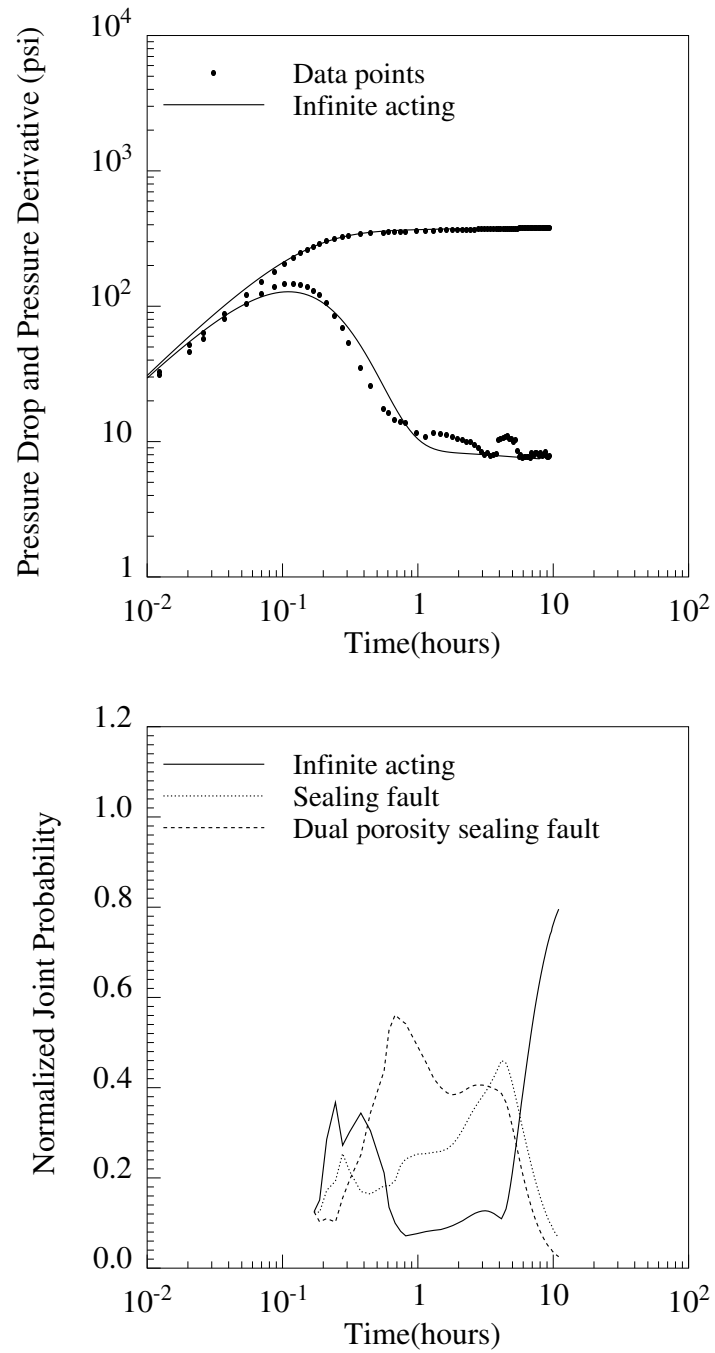 Pressure Drop and Pressure Derivative (psi)
10^4
10^3
10^2
10
1
Data points
Infinite acting
10^-2
10^-1
1
10
10^2
Time(hours)
Normalized Joint Probability
1.2
1.0
0.8
0.6
0.4
0.2
0.0
Infinite acting
Sealing fault
Dual porosity sealing fault
10^-2
10^-1
1
10
10^2
Time(hours)